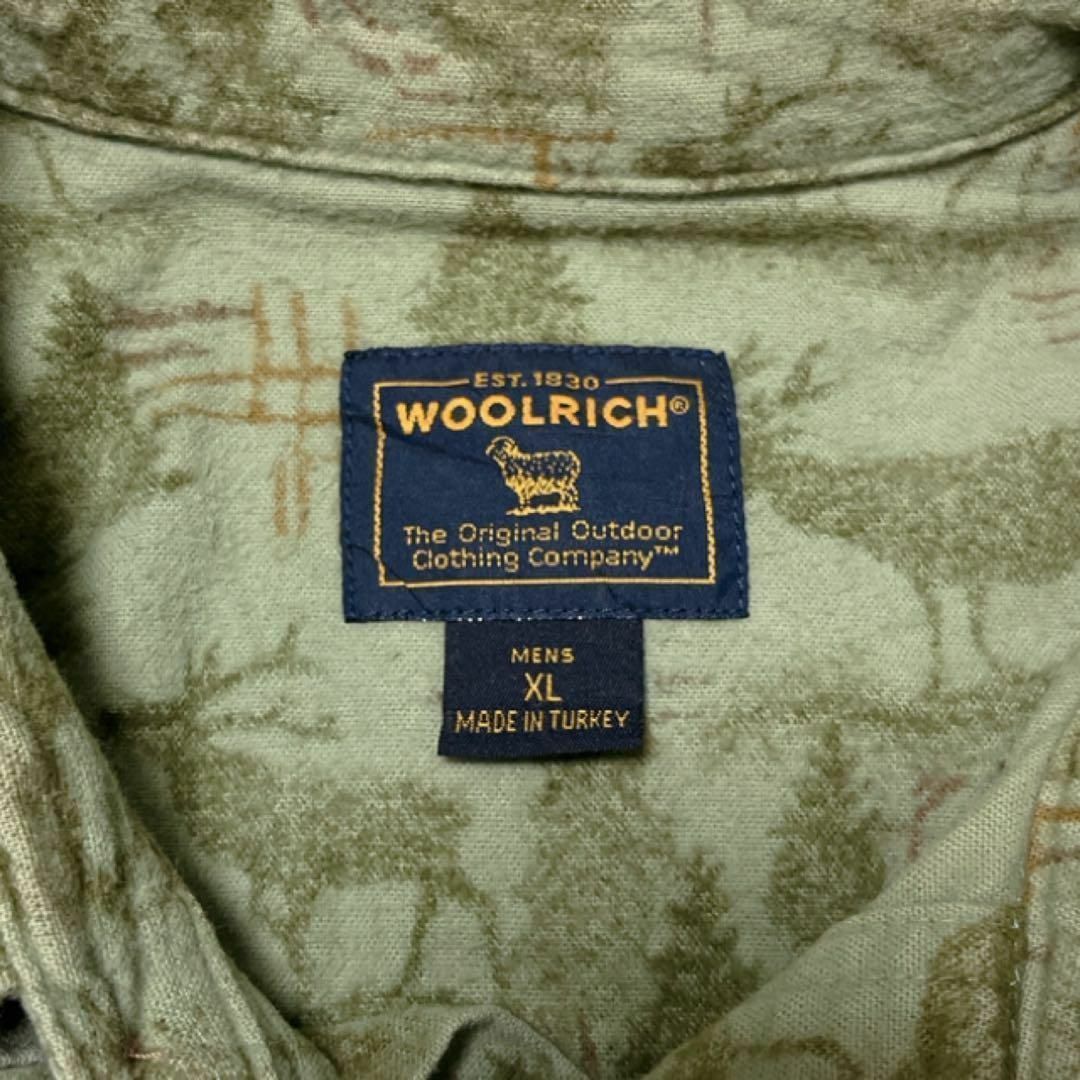 EST. 1830
WOOLRICH®
The Original Outdoor
Clothing Company™
MENS
XL
MADE IN TURKEY